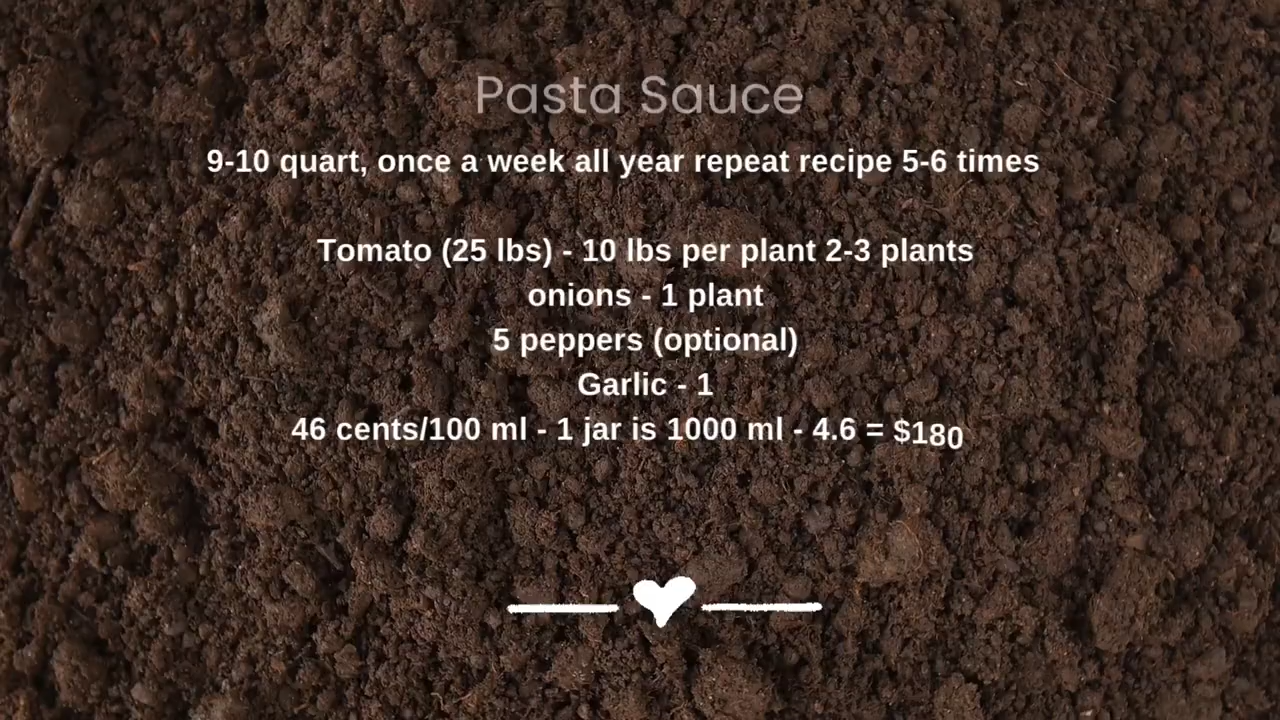 Pasta Sauce
9-10 quart, once a week all year repeat recipe 5-6 times
Tomato (25 lbs) - 10 lbs per plant 2-3 plants
onions - 1 plant
5 peppers (optional)
Garlic - 1
46 cents/100 ml - 1 jar is 1000 ml - 4.6 = $180